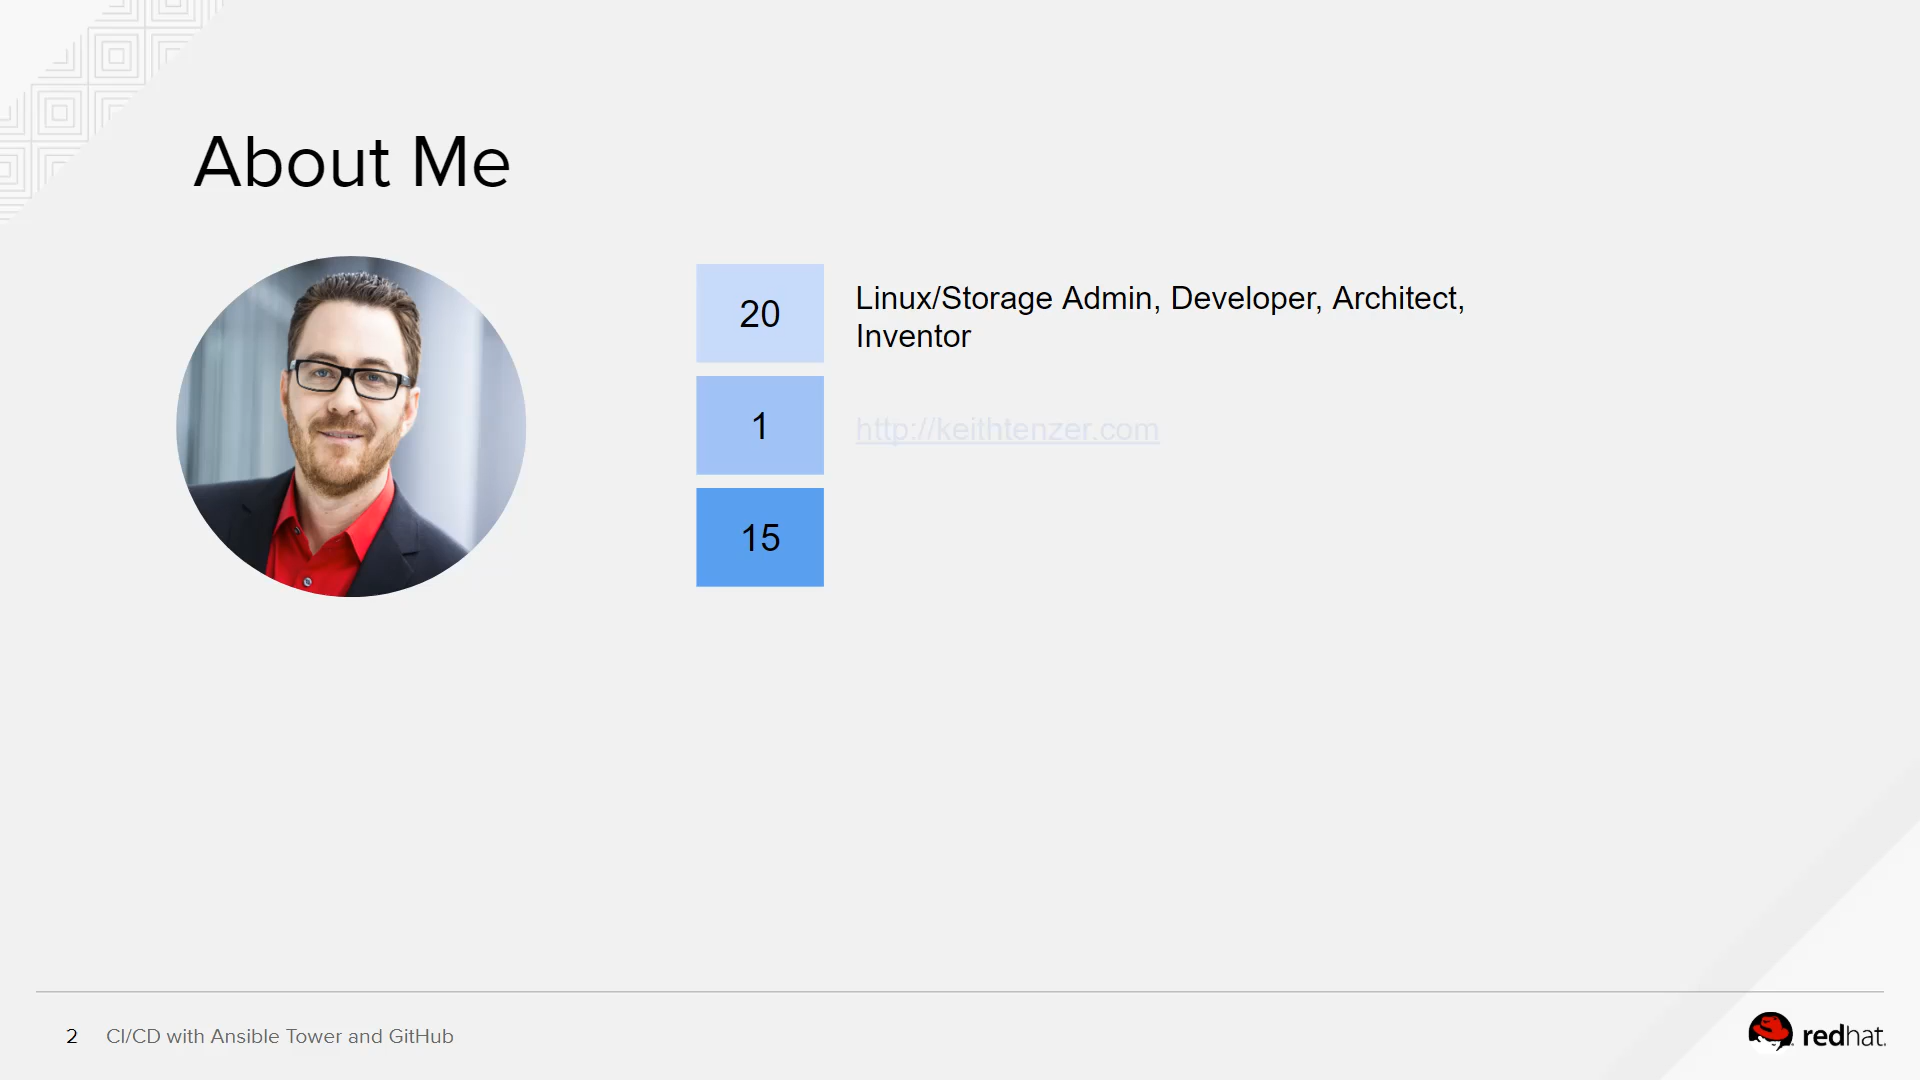 About Me
20
Linux/Storage Admin, Developer, Architect,
Inventor
1
http://keithtenzer.com
15
2 CI/CD with Ansible Tower and GitHub
redhat.